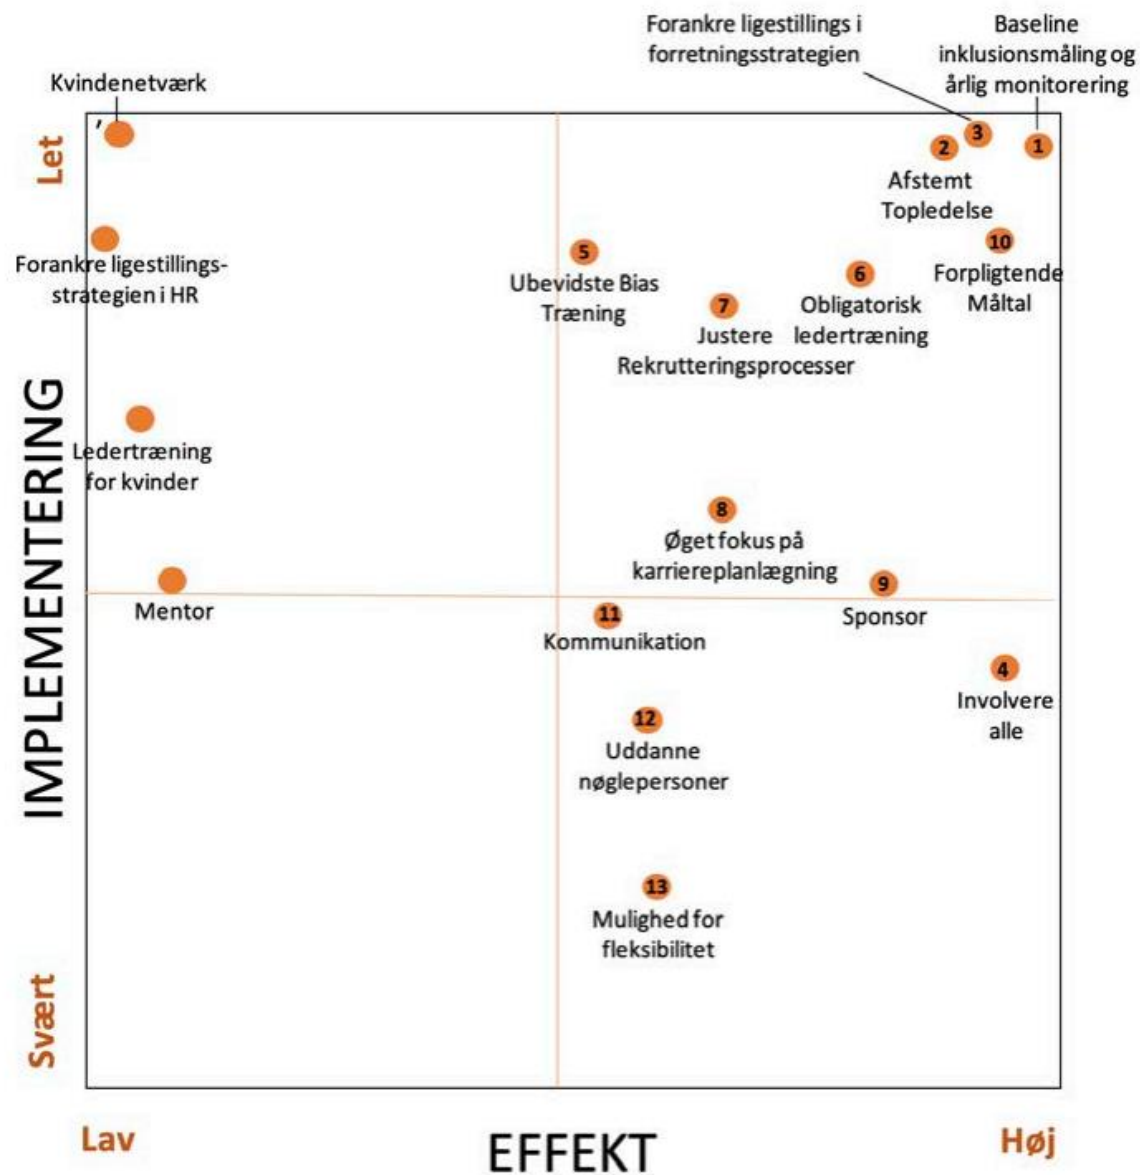 Forankre ligestillings i
forretningsstrategien
Baseline
inklusionsmåling og
årlig monitorering
Kvindenetværk
,
Let
3
2
1
Afstemt
Topledelse
Forankre ligestillings-
strategien i HR
5
Ubevidste Bias
Træning
10
Forpligtende
Måltal
6
Obligatorisk
ledertræning
7
Justere
Rekrutteringsprocesser
IMPLEMENTERING
Ledertræning
for kvinder
8
Øget fokus på
karriereplanlægning
Mentor
9
Sponsor
11
Kommunikation
4
Involvere
alle
12
Uddanne
nøglepersoner
13
Mulighed for
fleksibilitet
Svært
Lav
EFFEKT
Høj